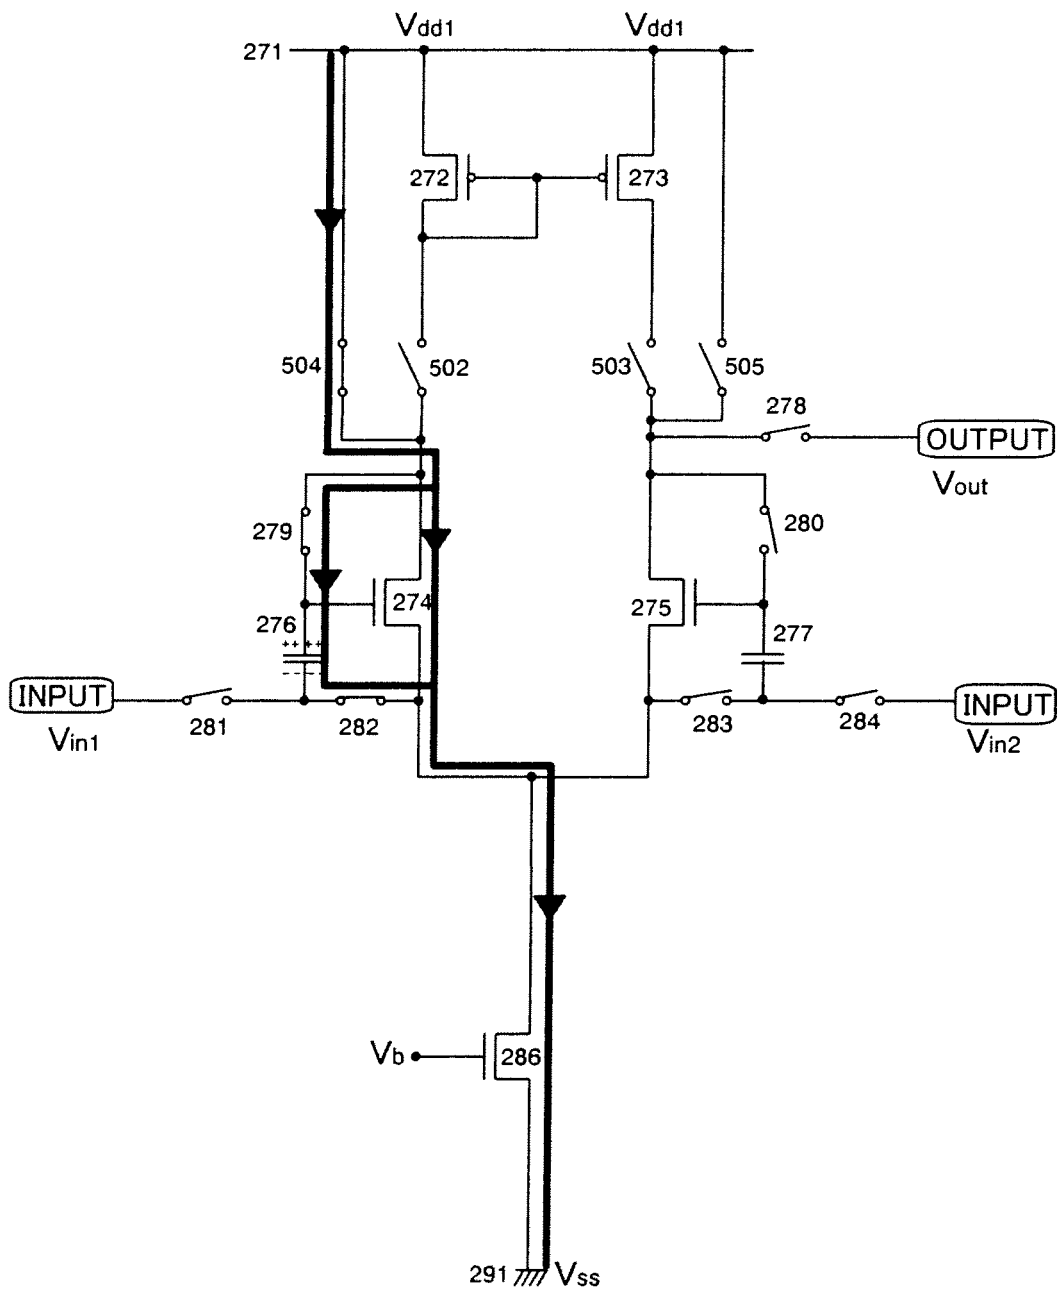 Vdd1 Vdd1
271
272 273
504 502 503 505
278
OUTPUT
Vout
279 280
274 275
276 277
+ + + +
- - - -
INPUT INPUT
281 282 283 284
Vin1 Vin2
Vb 286
291 Vss